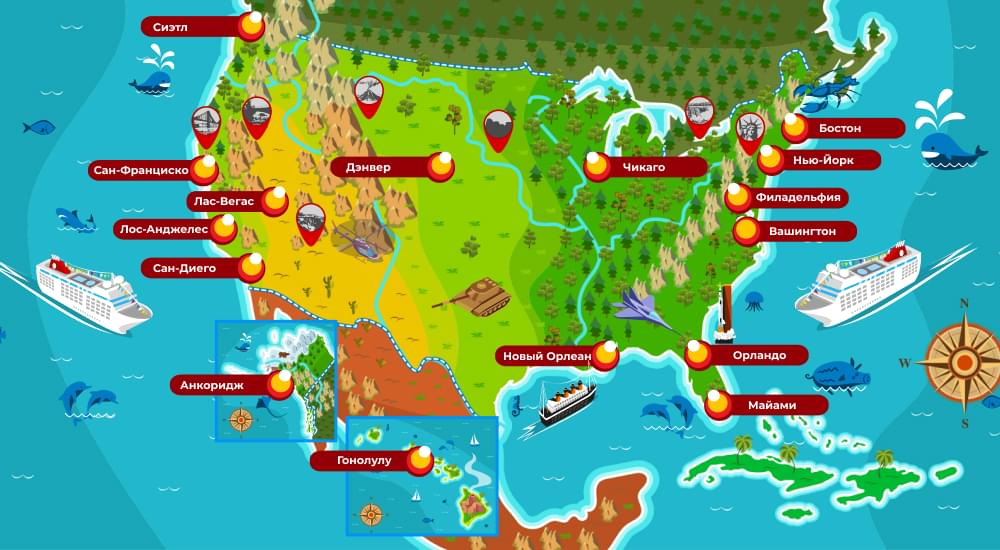 Сиэтл
Бостон
Нью-Йорк
Сан-Франциско
Дэнвер
Чикаго
Лас-Вегас
Филадельфия
Лос-Анджелес
Вашингтон
Сан-Диего
N
W
S
Новый Орлеан
Орландо
Анкоридж
Майами
Гонолулу